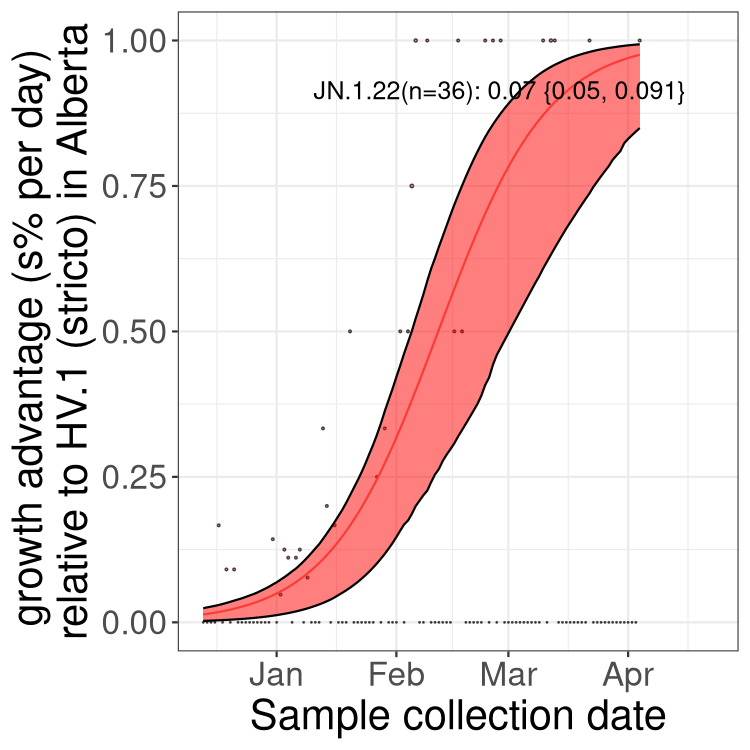 growth advantage (s% per day)
relative to HV.1 (stricto) in Alberta
1.00
0.75
0.50
0.25
0.00
JN.1.22(n=36): 0.07 {0.05, 0.091}
Jan Feb Mar Apr
Sample collection date